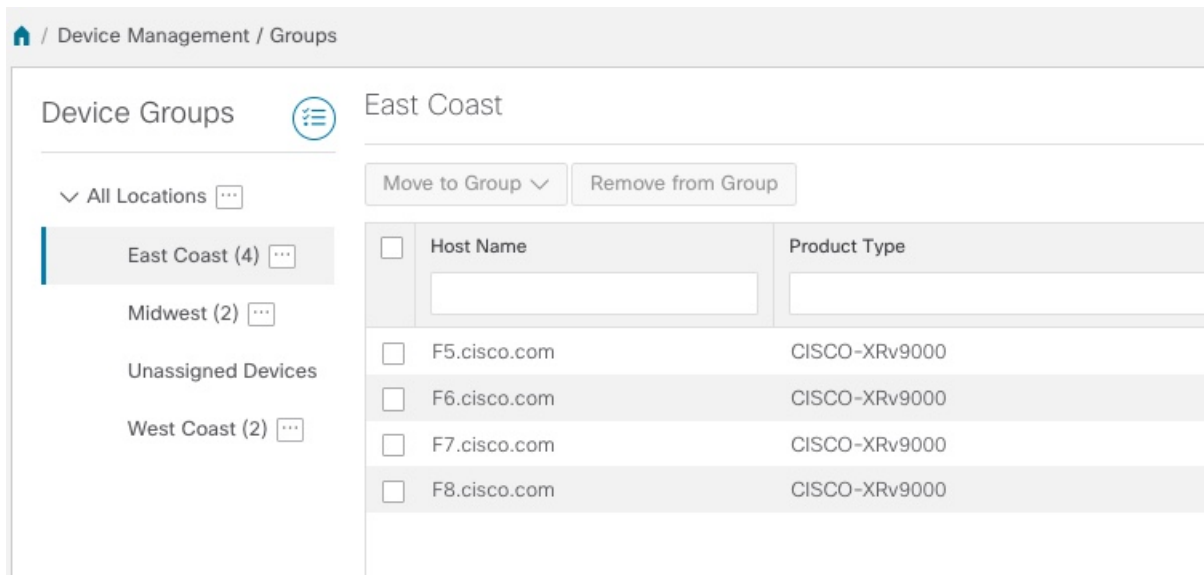 / Device Management / Groups
Device Groups
All Locations
East Coast (4)
Midwest (2)
Unassigned Devices
West Coast (2)
East Coast
Move to Group Remove from Group
Host Name Product Type
F5.cisco.com CISCO-XRv9000
F6.cisco.com CISCO-XRv9000
F7.cisco.com CISCO-XRv9000
F8.cisco.com CISCO-XRv9000